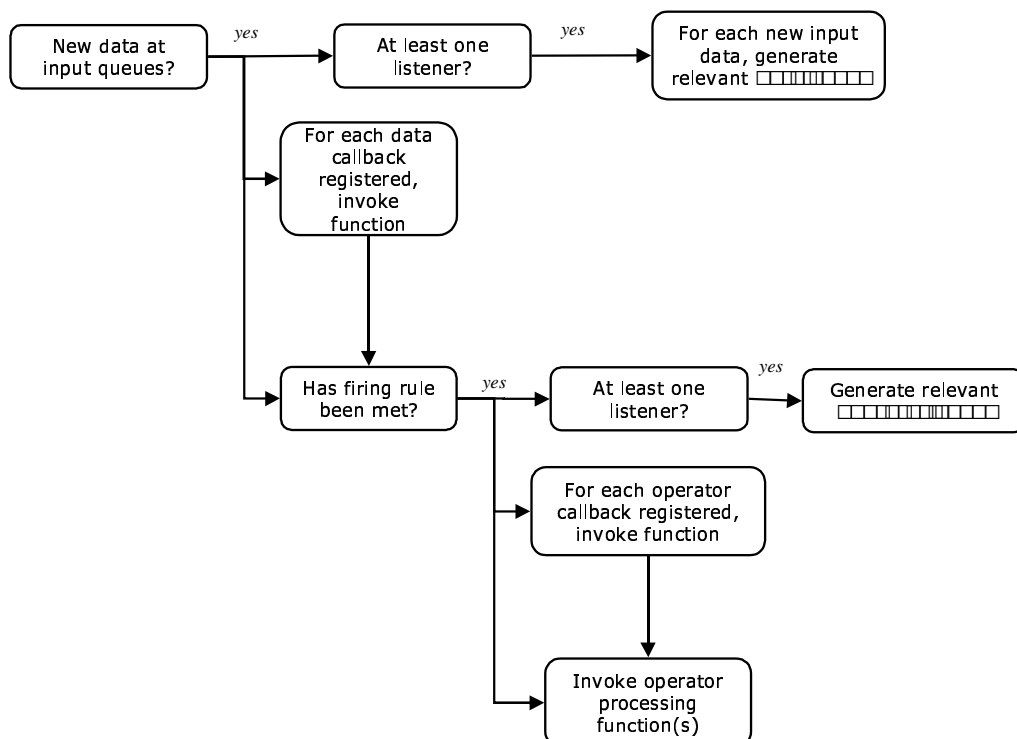 New data at
input queues?
yes
At least one
listener?
yes
For each new input
data, generate
relevant
For each data
callback
registered,
invoke
function
Has firing rule
been met?
yes
At least one
listener?
yes
Generate relevant
For each operator
callback registered,
invoke function
Invoke operator
processing
function(s)